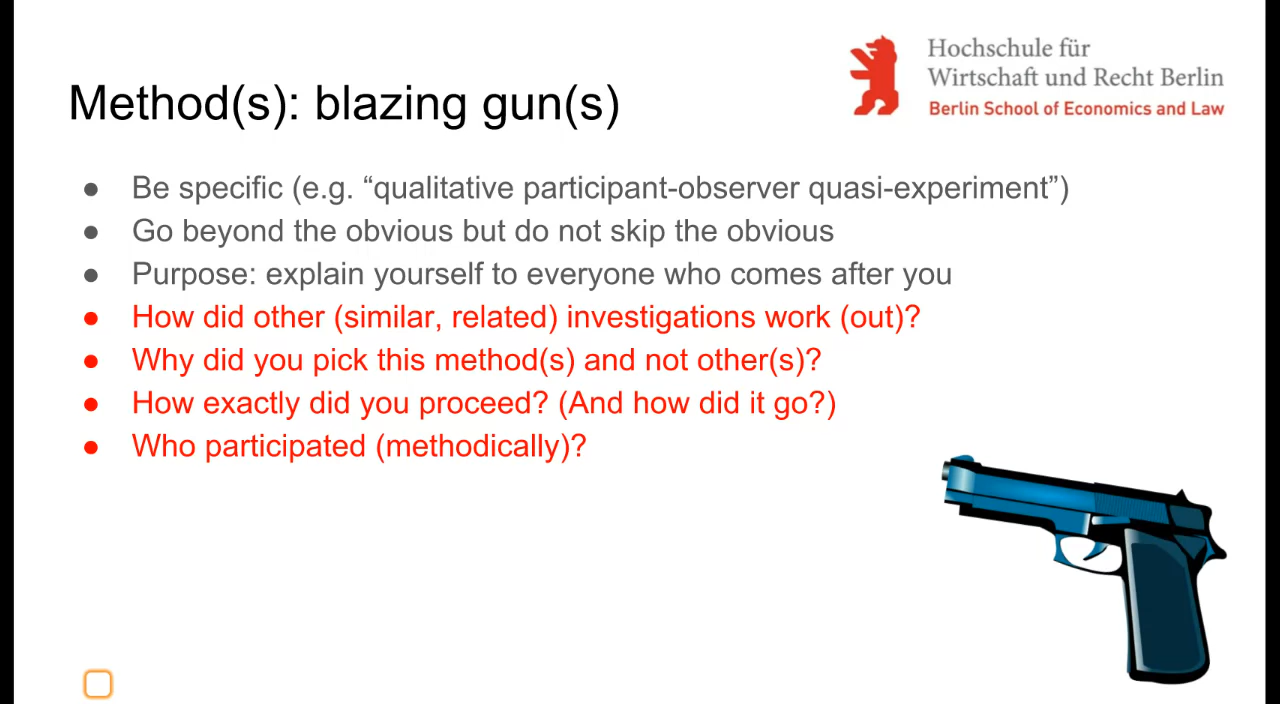 Hochschule für
Wirtschaft und Recht Berlin
Berlin School of Economics and Law
Method(s): blazing gun(s)
● Be specific (e.g. “qualitative participant-observer quasi-experiment”)
● Go beyond the obvious but do not skip the obvious
● Purpose: explain yourself to everyone who comes after you
● How did other (similar, related) investigations work (out)?
● Why did you pick this method(s) and not other(s)?
● How exactly did you proceed? (And how did it go?)
● Who participated (methodically)?